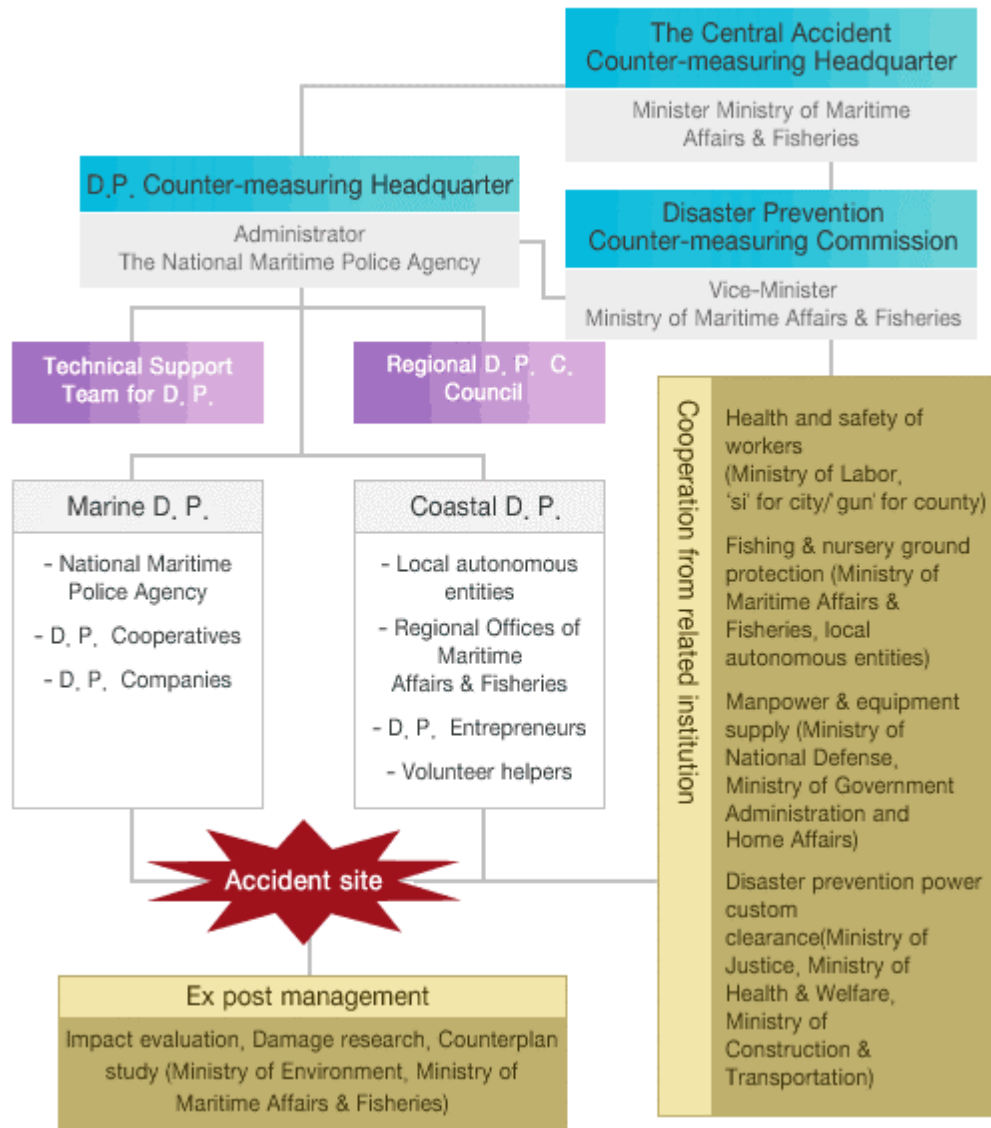 The Central Accident
Counter-measuring Headquarter
Minister Ministry of Maritime
Affairs & Fisheries
D.P. Counter-measuring Headquarter
Administrator
The National Maritime Police Agency
Disaster Prevention
Counter-measuring Commission
Vice-Minister
Ministry of Maritime Affairs & Fisheries
Technical Support
Team for D. P.
Regional D. P. C.
Council
Marine D. P.
- National Maritime
Police Agency
- D. P. Cooperatives
- D. P. Companies
Coastal D. P.
- Local autonomous
entities
- Regional Offices of
Maritime
Affairs & Fisheries
- D. P. Entrepreneurs
- Volunteer helpers
Cooperation from related institution
Health and safety of
workers
(Ministry of Labor,
'si' for city/' gun' for county)
Fishing & nursery ground
protection (Ministry of
Maritime Affairs &
Fisheries, local
autonomous entities)
Manpower & equipment
supply (Ministry of
National Defense,
Ministry of Government
Administration and
Home Affairs)
Disaster prevention power
custom
clearance(Ministry of
Justice, Ministry of
Health & Welfare,
Ministry of
Construction &
Transportation)
Accident site
Ex post management
Impact evaluation, Damage research, Counterplan
study (Ministry of Environment, Ministry of
Maritime Affairs & Fisheries)